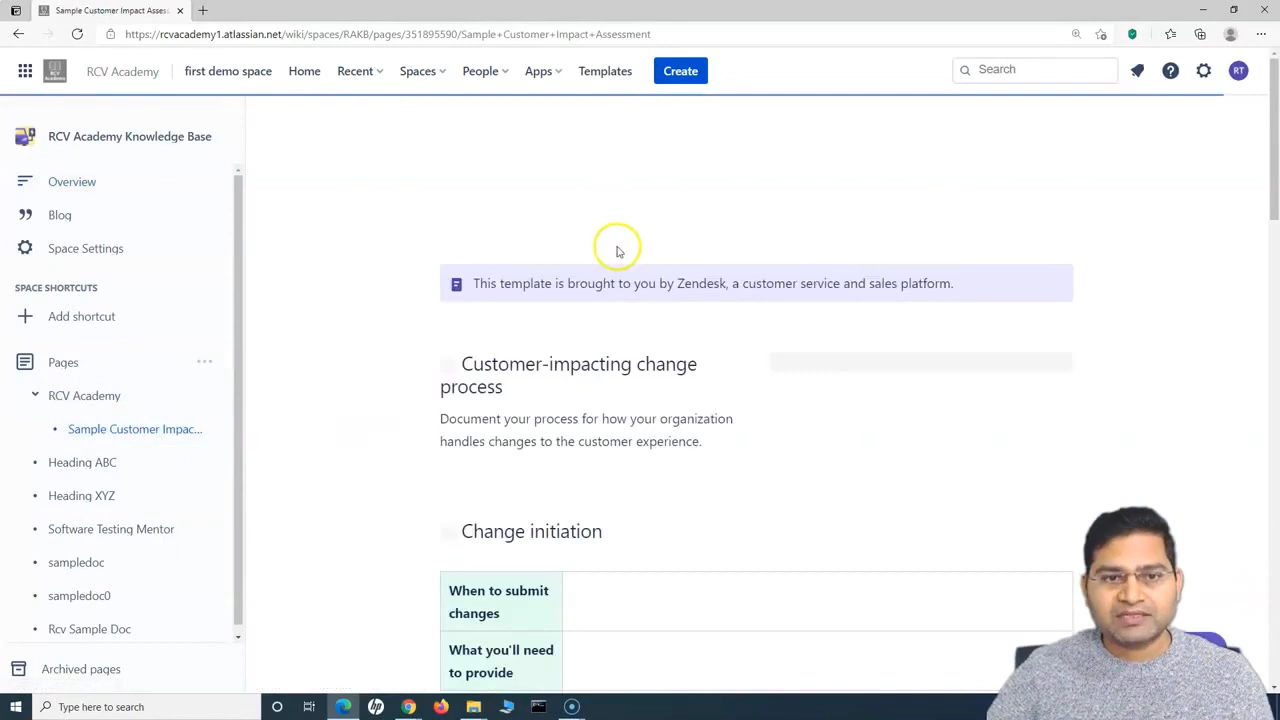 Sample Customer Impact Assess
https://rcvacademy1.atlassian.net/wiki/spaces/RAKB/pages/351895590/Sample+Customer+Impact+Assessment
RCV Academy
first demo space
Home
Recent
Spaces
People
Apps
Templates
Create
Search
RT
RCV Academy Knowledge Base
Overview
Blog
Space Settings
SPACE SHORTCUTS
Add shortcut
Pages
RCV Academy
Sample Customer Impac...
Heading ABC
Heading XYZ
Software Testing Mentor
sampledoc
sampledoc0
Rcv Sample Doc
Archived pages
This template is brought to you by Zendesk, a customer service and sales platform.
Customer-impacting change
process
Document your process for how your organization
handles changes to the customer experience.
Change initiation
When to submit
changes
What you'll need
to provide
Type here to search